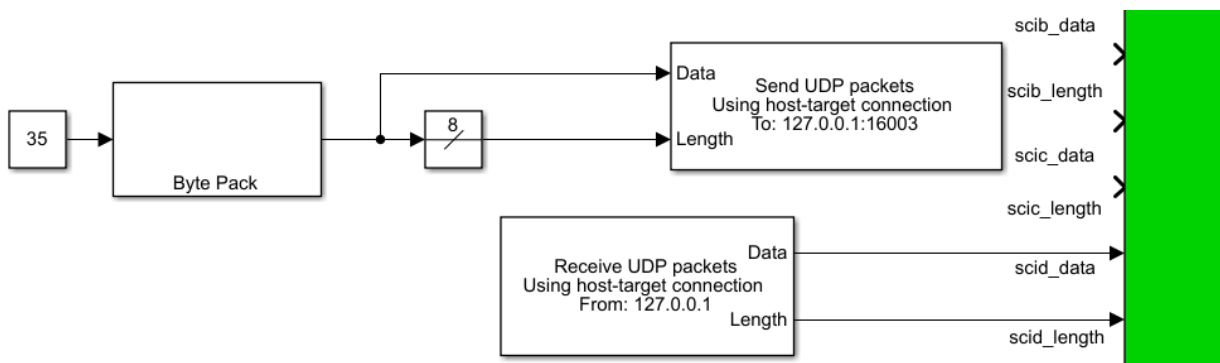 35
Byte Pack
8
Data
Length
Send UDP packets
Using host-target connection
To: 127.0.0.1:16003
Receive UDP packets
Using host-target connection
From: 127.0.0.1
Data
Length
scib_data
scib_length
scic_data
scic_length
scid_data
scid_length